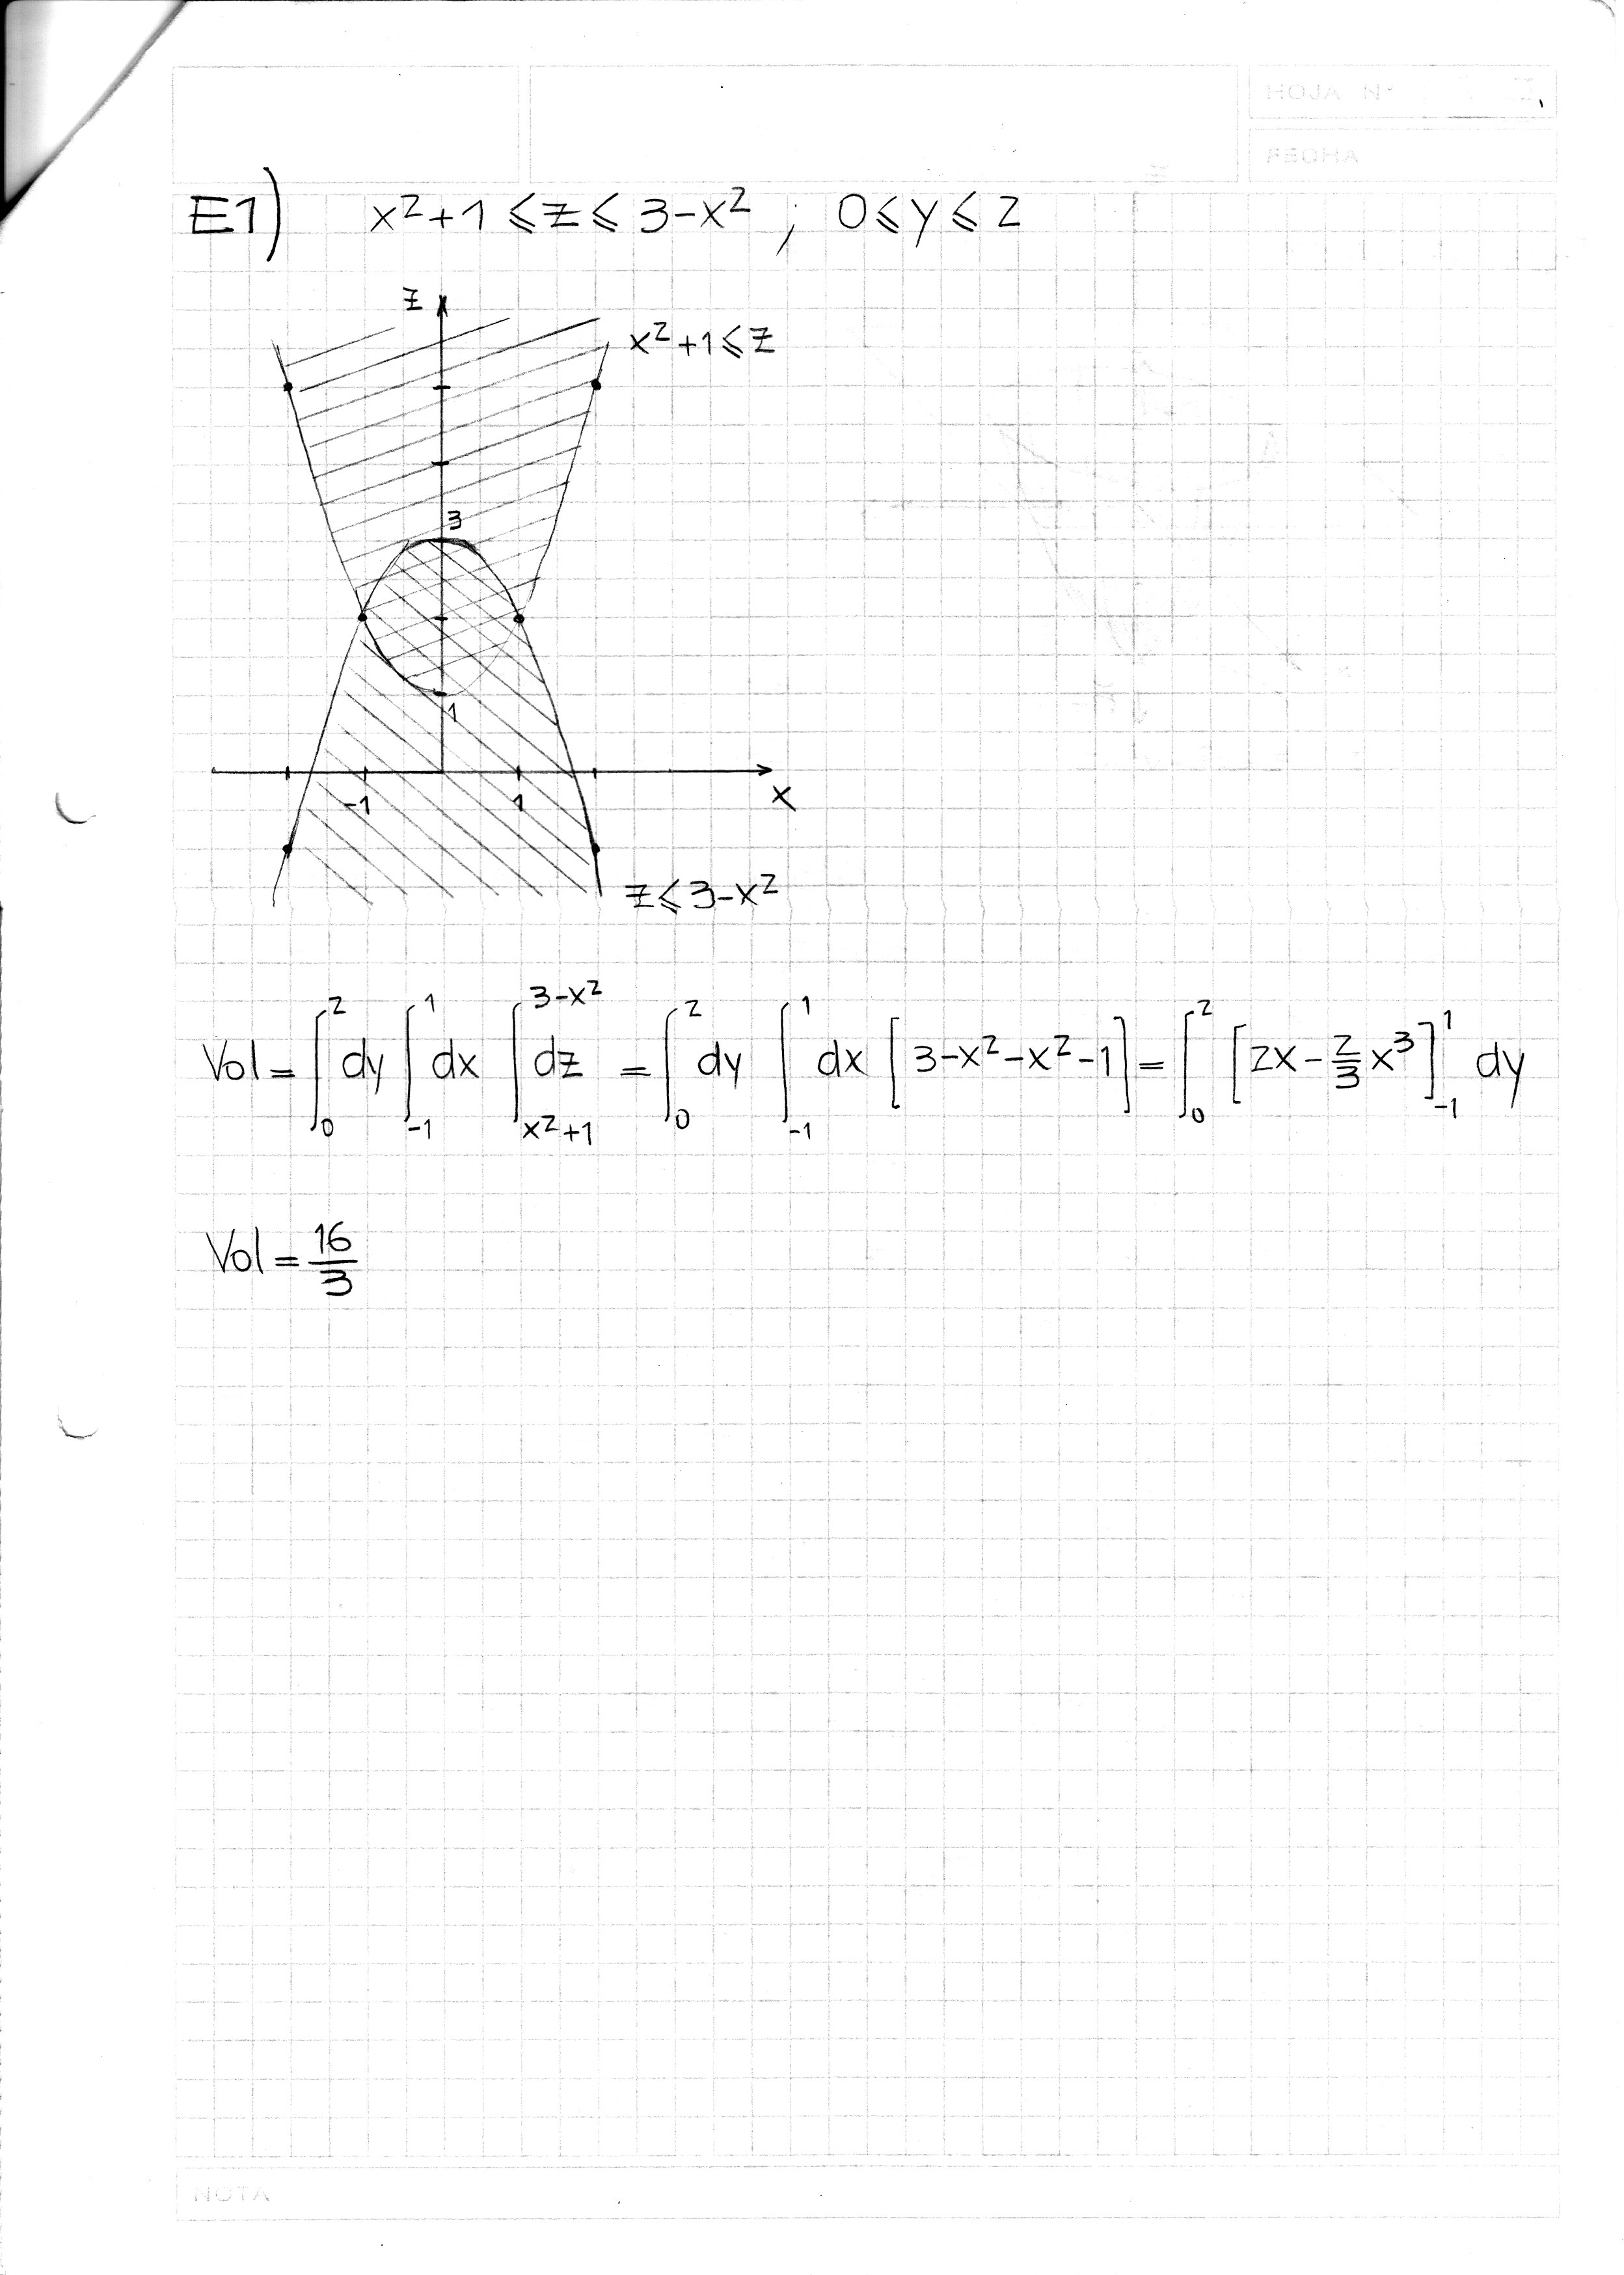 HOJA Nº
FECHA
E1) x²+1 ⩽ z ⩽ 3-x² ; 0 ⩽ y ⩽ 2
z
x²+1 ⩽ z
3
1
-1 1
x
z ⩽ 3-x²
Vol = ∫₀² dy ∫₋₁¹ dx ∫_{x²+1}^{3-x²} dz = ∫₀² dy ∫₋₁¹ dx [3-x²-x²-1] = ∫₀² [2x - 2/3 x³]₋₁¹ dy
Vol = 16/3
NOTA